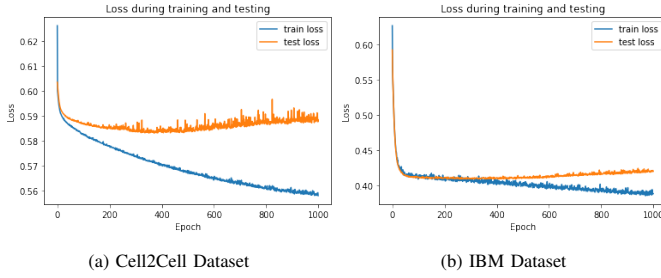 Loss during training and testing
train loss
test loss
0.62
0.61
0.60
0.59
0.58
0.57
0.56
Loss
0
200
400
600
800
1000
Epoch
(a) Cell2Cell Dataset
Loss during training and testing
train loss
test loss
0.60
0.55
0.50
0.45
0.40
Loss
0
200
400
600
800
1000
Epoch
(b) IBM Dataset